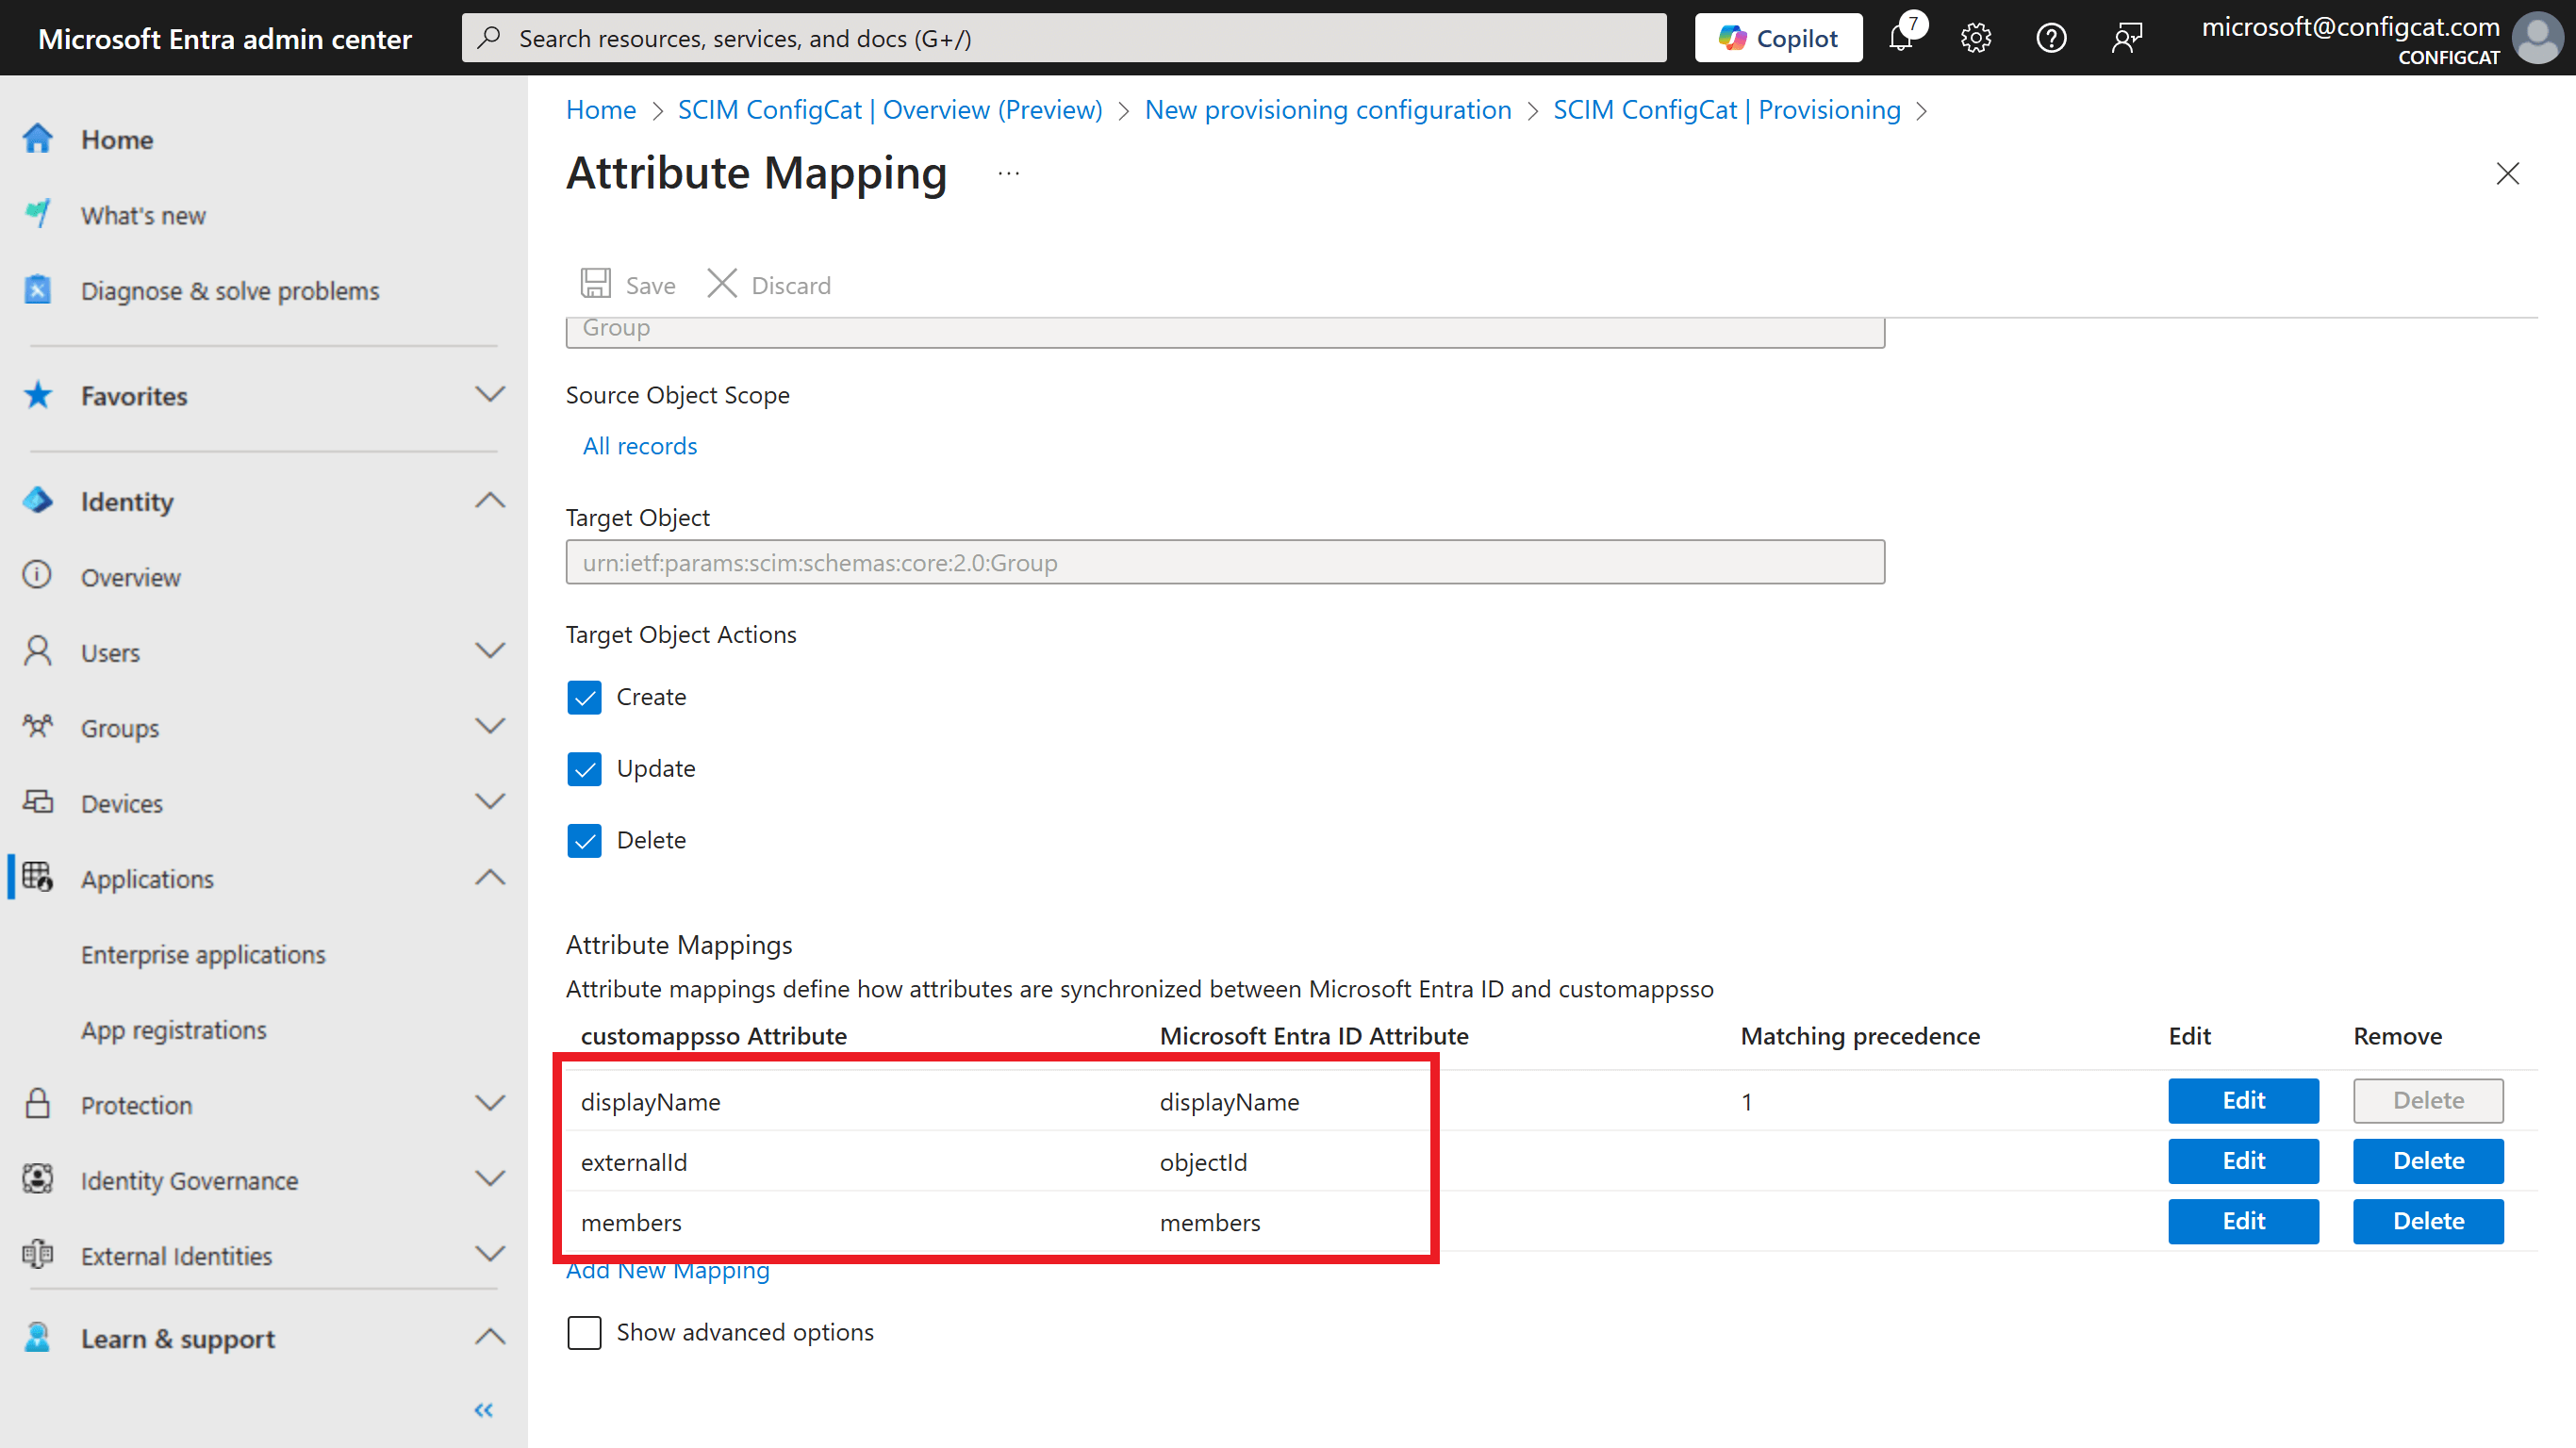 Microsoft Entra admin center
Search resources, services, and docs (G+/)
Copilot
7
microsoft@configcat.com
CONFIGCAT
Home
What's new
Diagnose & solve problems
Favorites
Identity
Overview
Users
Groups
Devices
Applications
Enterprise applications
App registrations
Protection
Identity Governance
External Identities
Learn & support
Home > SCIM ConfigCat | Overview (Preview) > New provisioning configuration > SCIM ConfigCat | Provisioning >
Attribute Mapping ...
Save Discard
Group
Source Object Scope
All records
Target Object
urn:ietf:params:scim:schemas:core:2.0:Group
Target Object Actions
Create
Update
Delete
Attribute Mappings
Attribute mappings define how attributes are synchronized between Microsoft Entra ID and customappsso
customappsso Attribute Microsoft Entra ID Attribute Matching precedence Edit Remove
displayName displayName 1 Edit Delete
externalId objectId Edit Delete
members members Edit Delete
Add New Mapping
Show advanced options